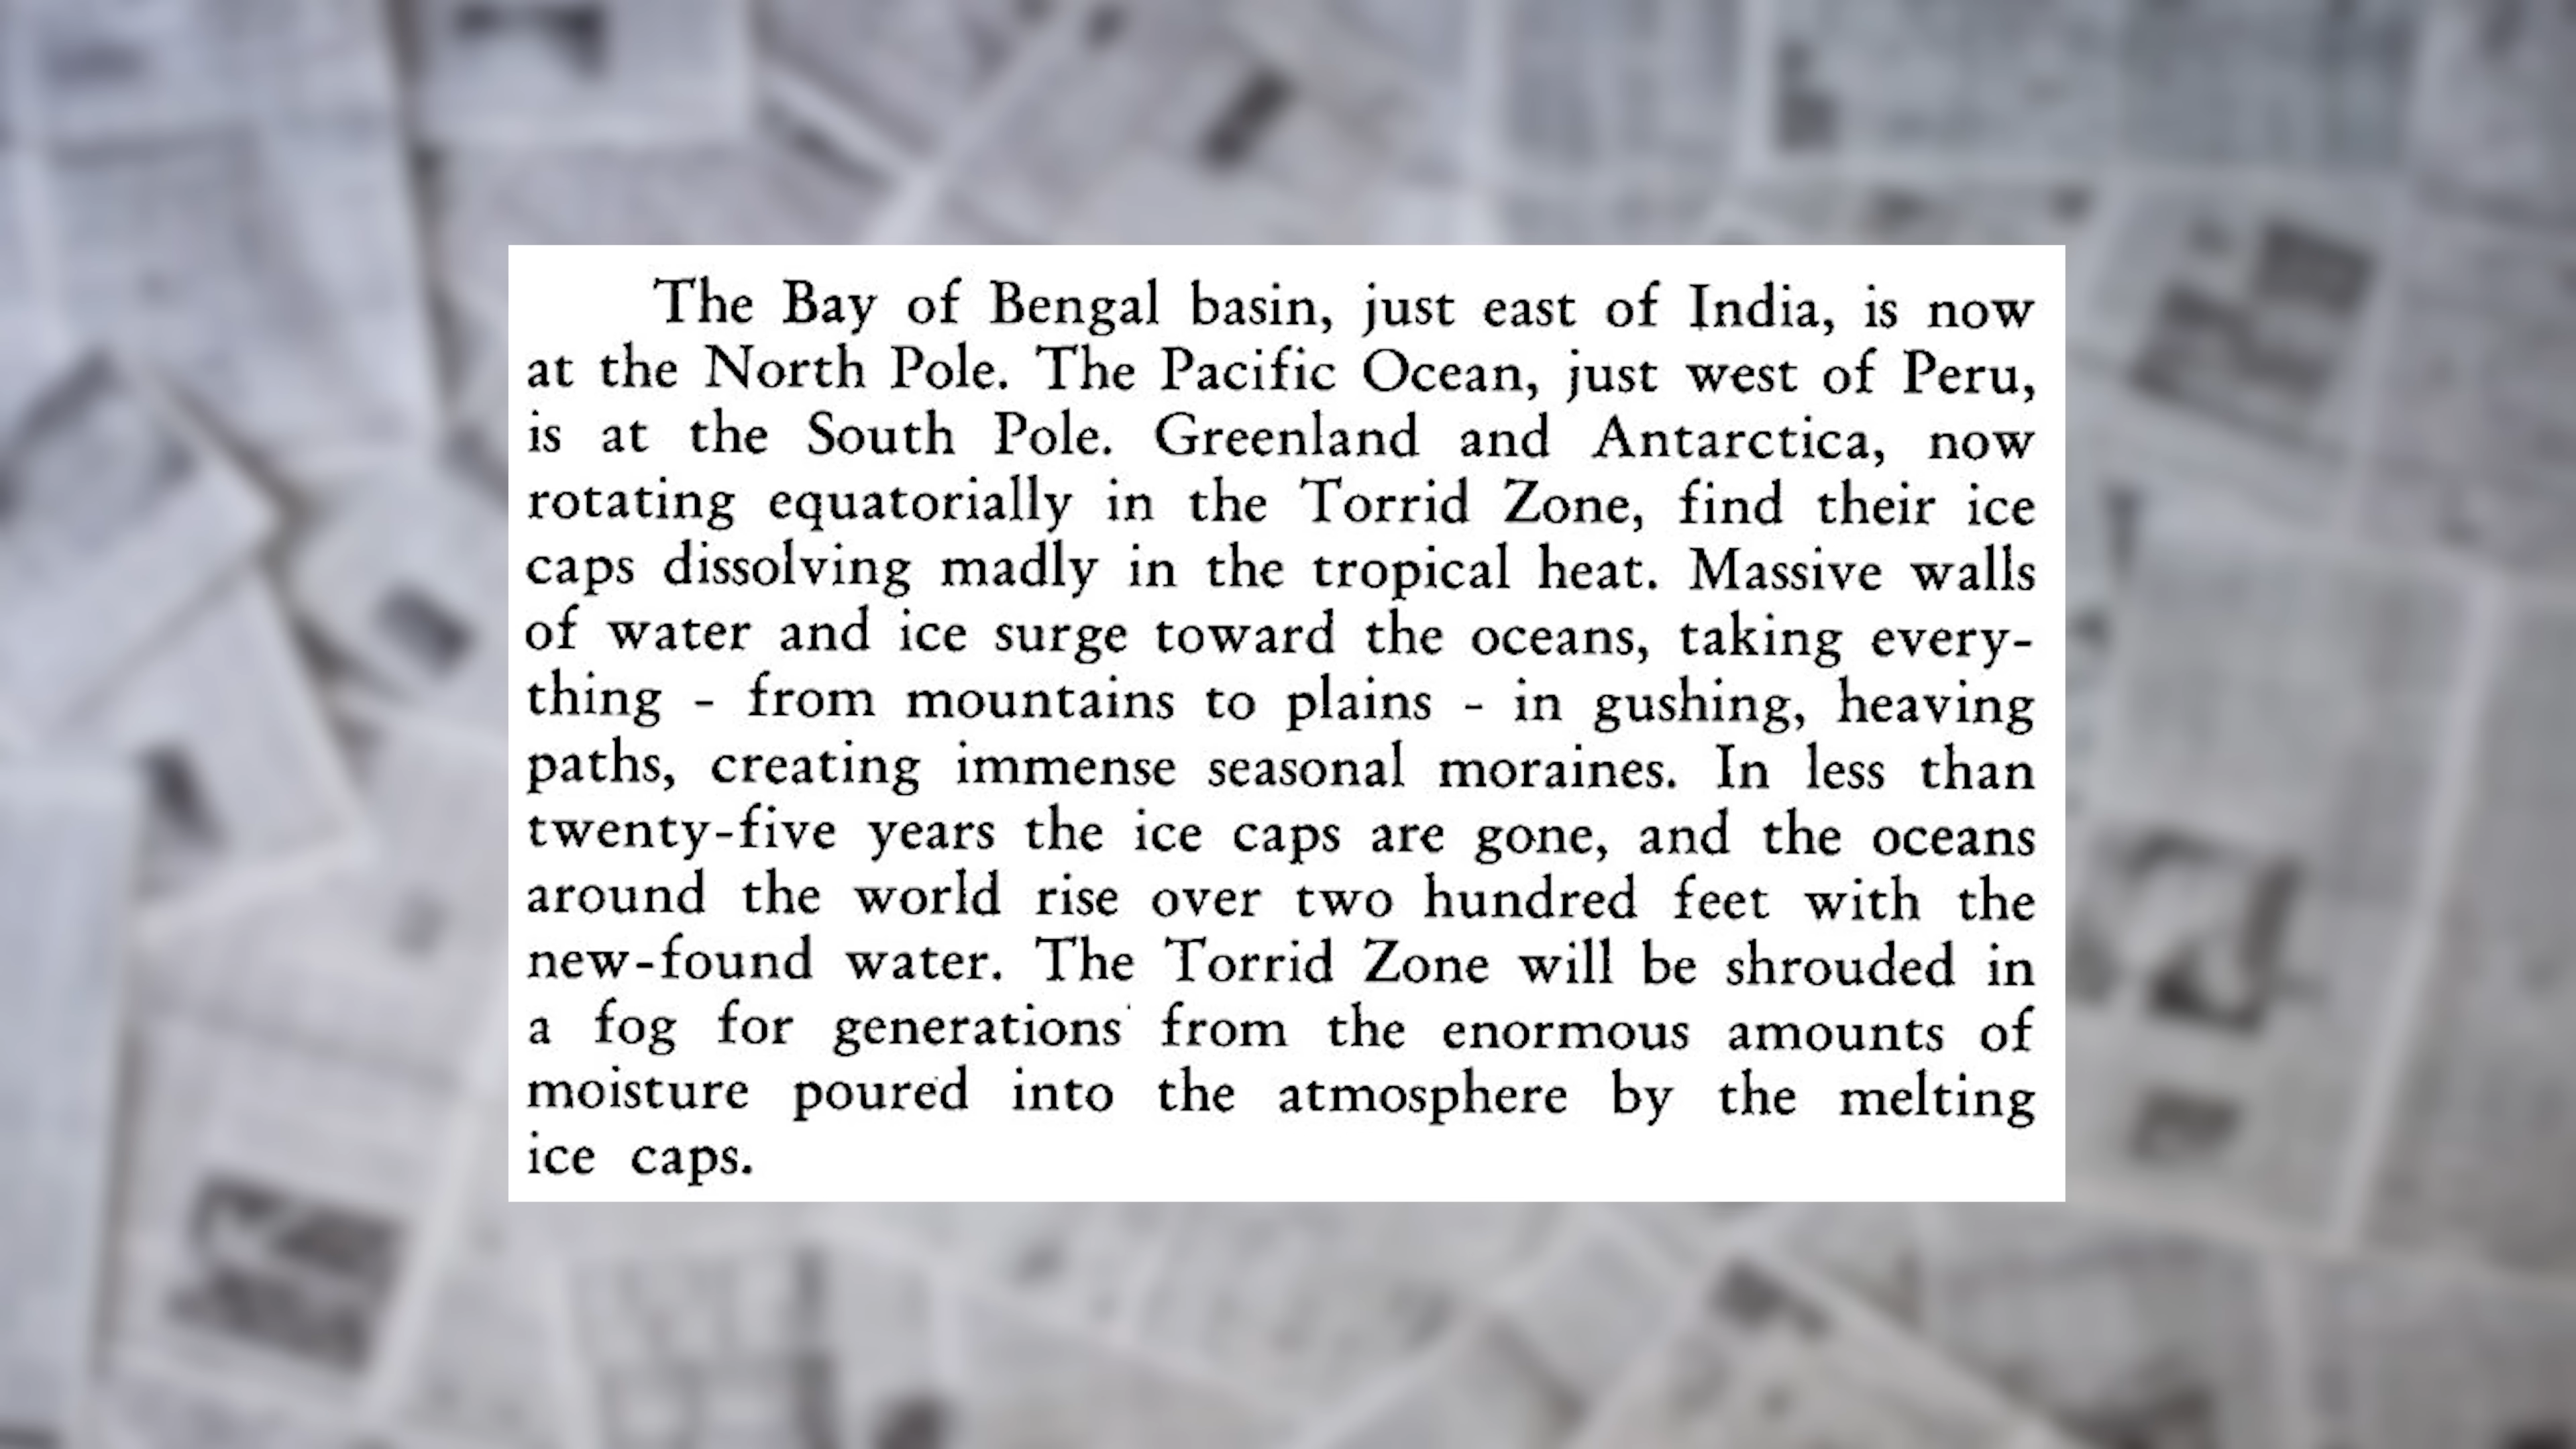 The Bay of Bengal basin, just east of India, is now
at the North Pole. The Pacific Ocean, just west of Peru,
is at the South Pole. Greenland and Antarctica, now
rotating equatorially in the Torrid Zone, find their ice
caps dissolving madly in the tropical heat. Massive walls
of water and ice surge toward the oceans, taking every-
thing - from mountains to plains - in gushing, heaving
paths, creating immense seasonal moraines. In less than
twenty-five years the ice caps are gone, and the oceans
around the world rise over two hundred feet with the
new-found water. The Torrid Zone will be shrouded in
a fog for generations from the enormous amounts of
moisture poured into the atmosphere by the melting
ice caps.